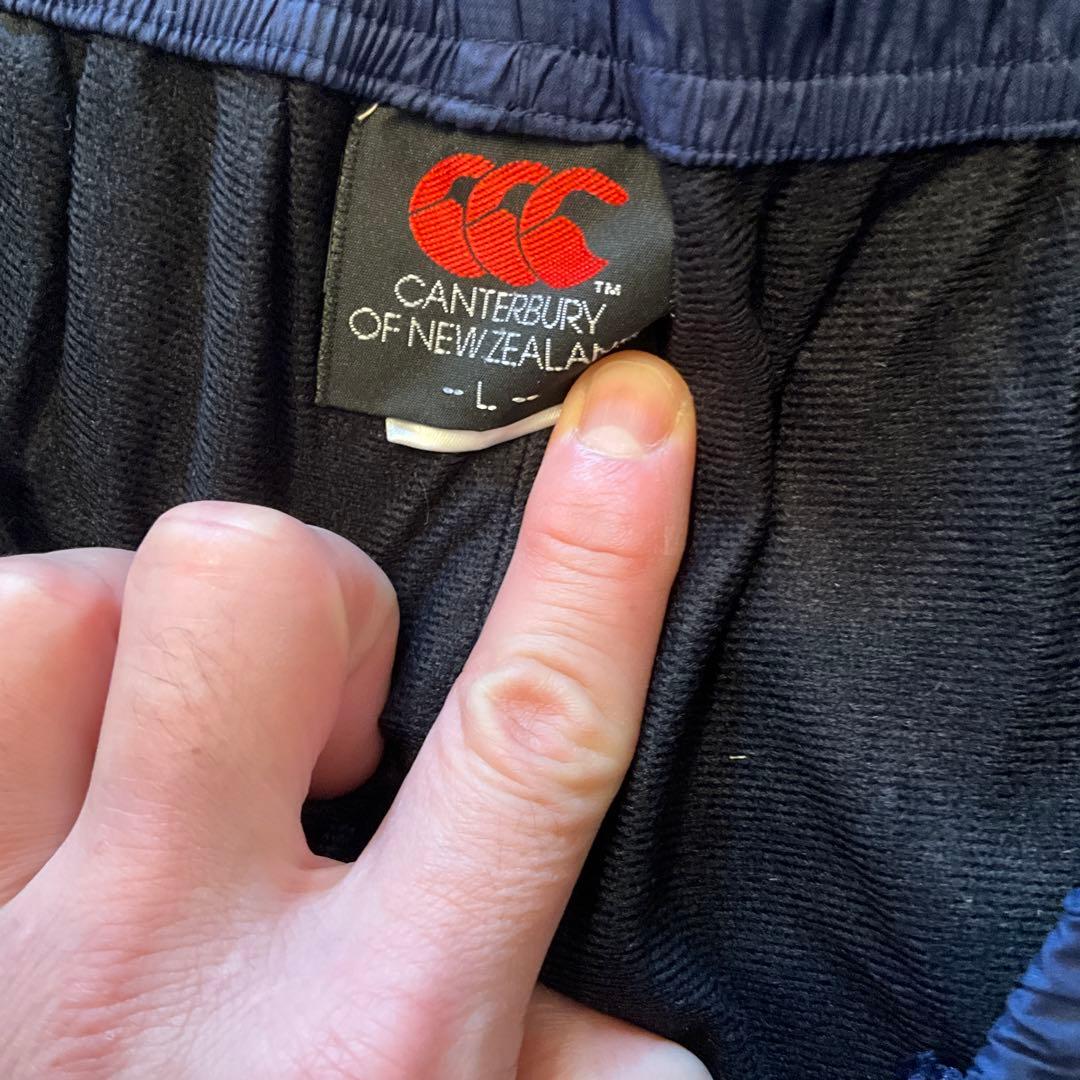 CANTERBURY™
OF NEW ZEALAN
-- L. --